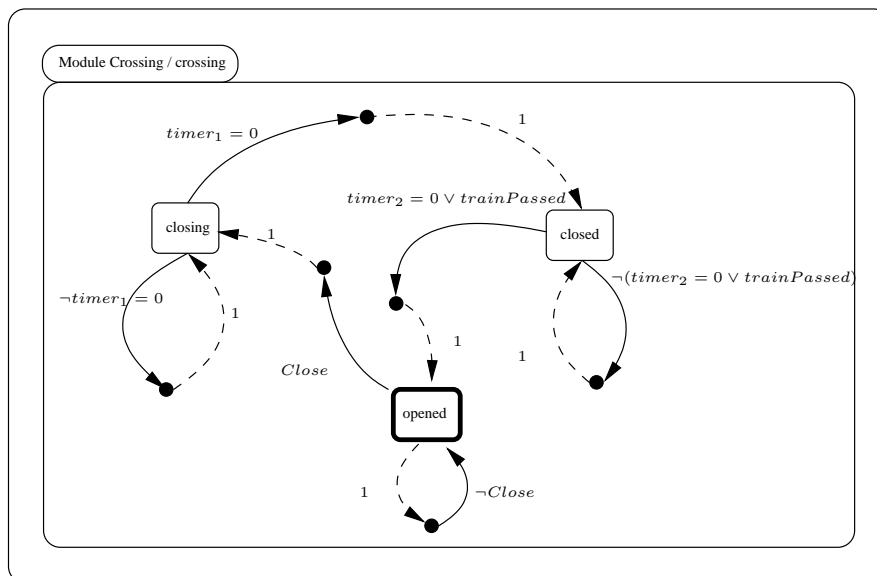 Module Crossing / crossing
timer₁ = 0
1
timer₂ = 0 ∨ trainPassed
closing
1
closed
¬timer₁ = 0
1
¬(timer₂ = 0 ∨ trainPassed)
1
1
Close
opened
1
¬Close